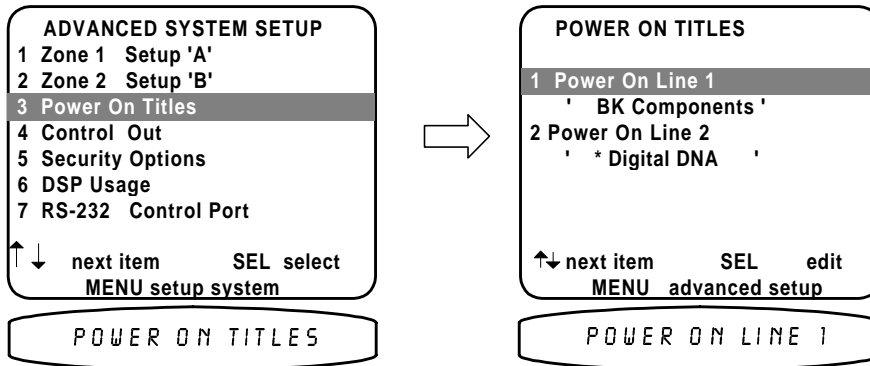 ADVANCED SYSTEM SETUP
1 Zone 1 Setup 'A'
2 Zone 2 Setup 'B'
3 Power On Titles
4 Control Out
5 Security Options
6 DSP Usage
7 RS-232 Control Port
↑↓ next item SEL select
MENU setup system
POWER ON TITLES
POWER ON TITLES
1 Power On Line 1
' BK Components '
2 Power On Line 2
' * Digital DNA '
↑↓ next item SEL edit
MENU advanced setup
POWER ON LINE 1